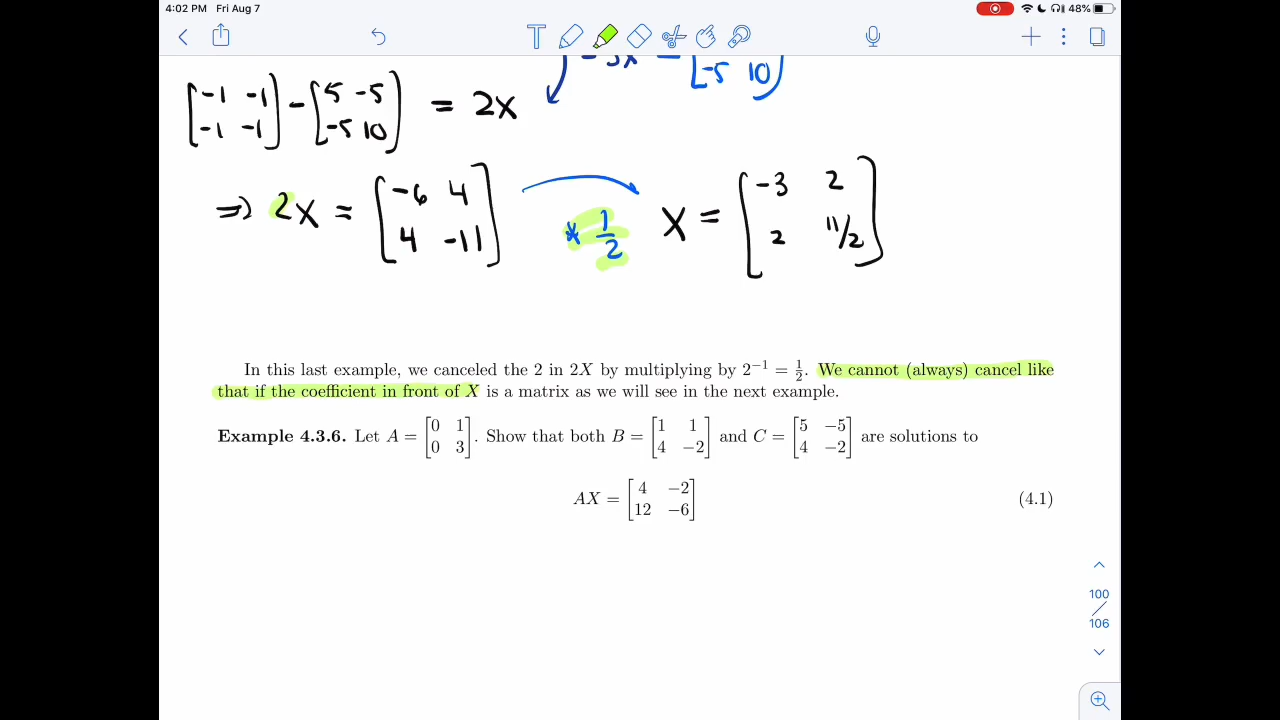 4:02 PM Fri Aug 7 48%
-3X = [-5 10]
[-1 -1; -1 -1] - [5 -5; -5 10] = 2X
⇒ 2X = [-6 4; 4 -11] * 1/2 X = [-3 2; 2 11/2]
In this last example, we canceled the 2 in 2X by multiplying by 2⁻¹ = 1/2. We cannot (always) cancel like
that if the coefficient in front of X is a matrix as we will see in the next example.
Example 4.3.6. Let A = [0 1; 0 3]. Show that both B = [1 1; 4 -2] and C = [5 -5; 4 -2] are solutions to
AX = [4 -2; 12 -6] (4.1)
100
106